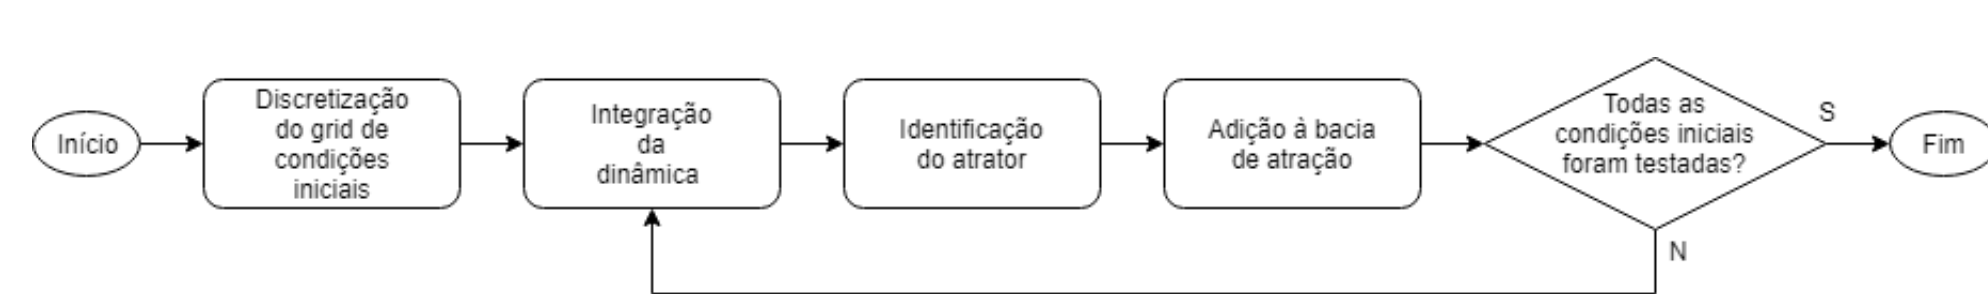 Início
Discretização
do grid de
condições
iniciais
Integração
da
dinâmica
Identificação
do atrator
Adição à bacia
de atração
Todas as
condições iniciais
foram testadas?
S
N
Fim